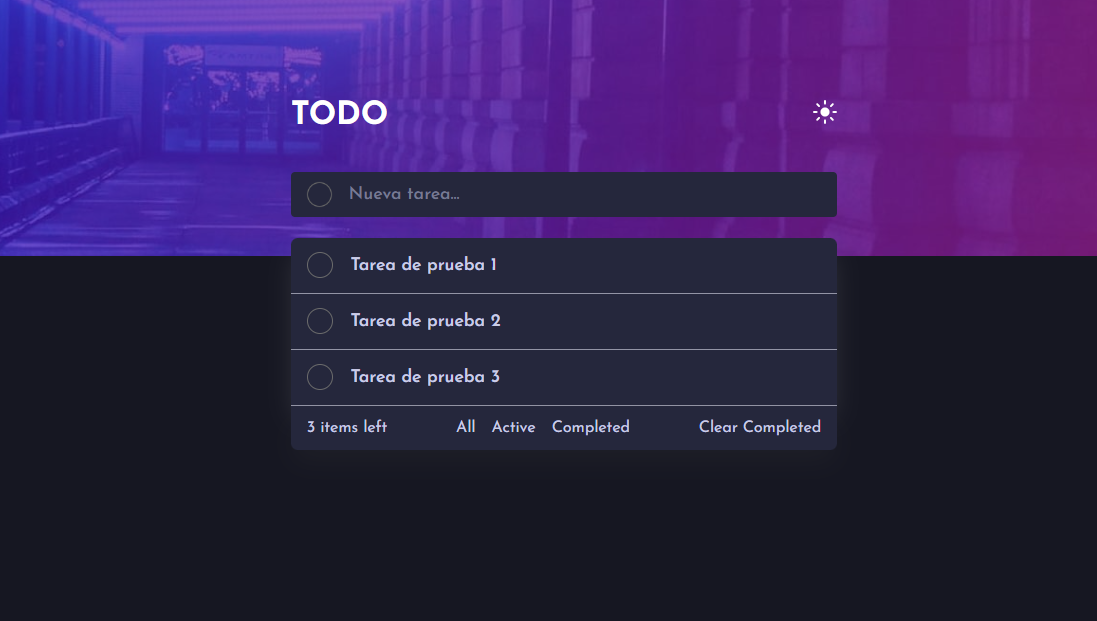 TODO
Nueva tarea...
Tarea de prueba 1
Tarea de prueba 2
Tarea de prueba 3
3 items left All Active Completed Clear Completed